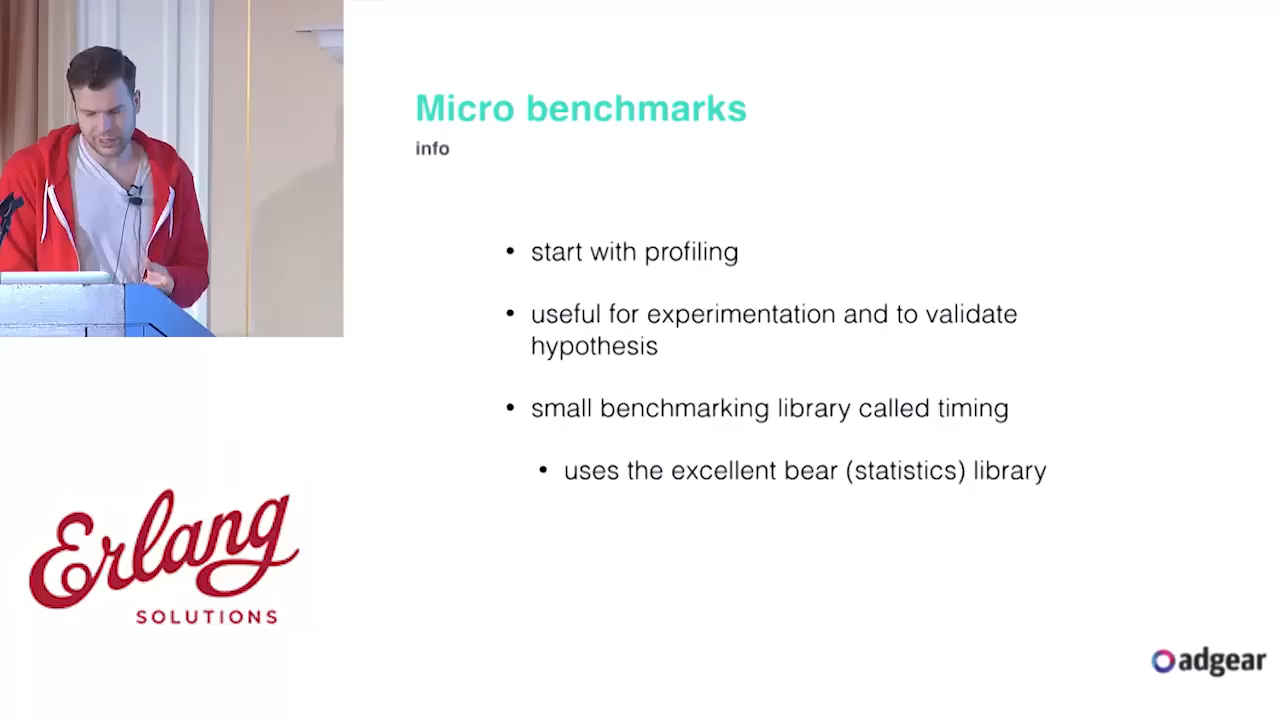 Micro benchmarks
info
• start with profiling
• useful for experimentation and to validate
hypothesis
• small benchmarking library called timing
• uses the excellent bear (statistics) library
Erlang
SOLUTIONS
adgear